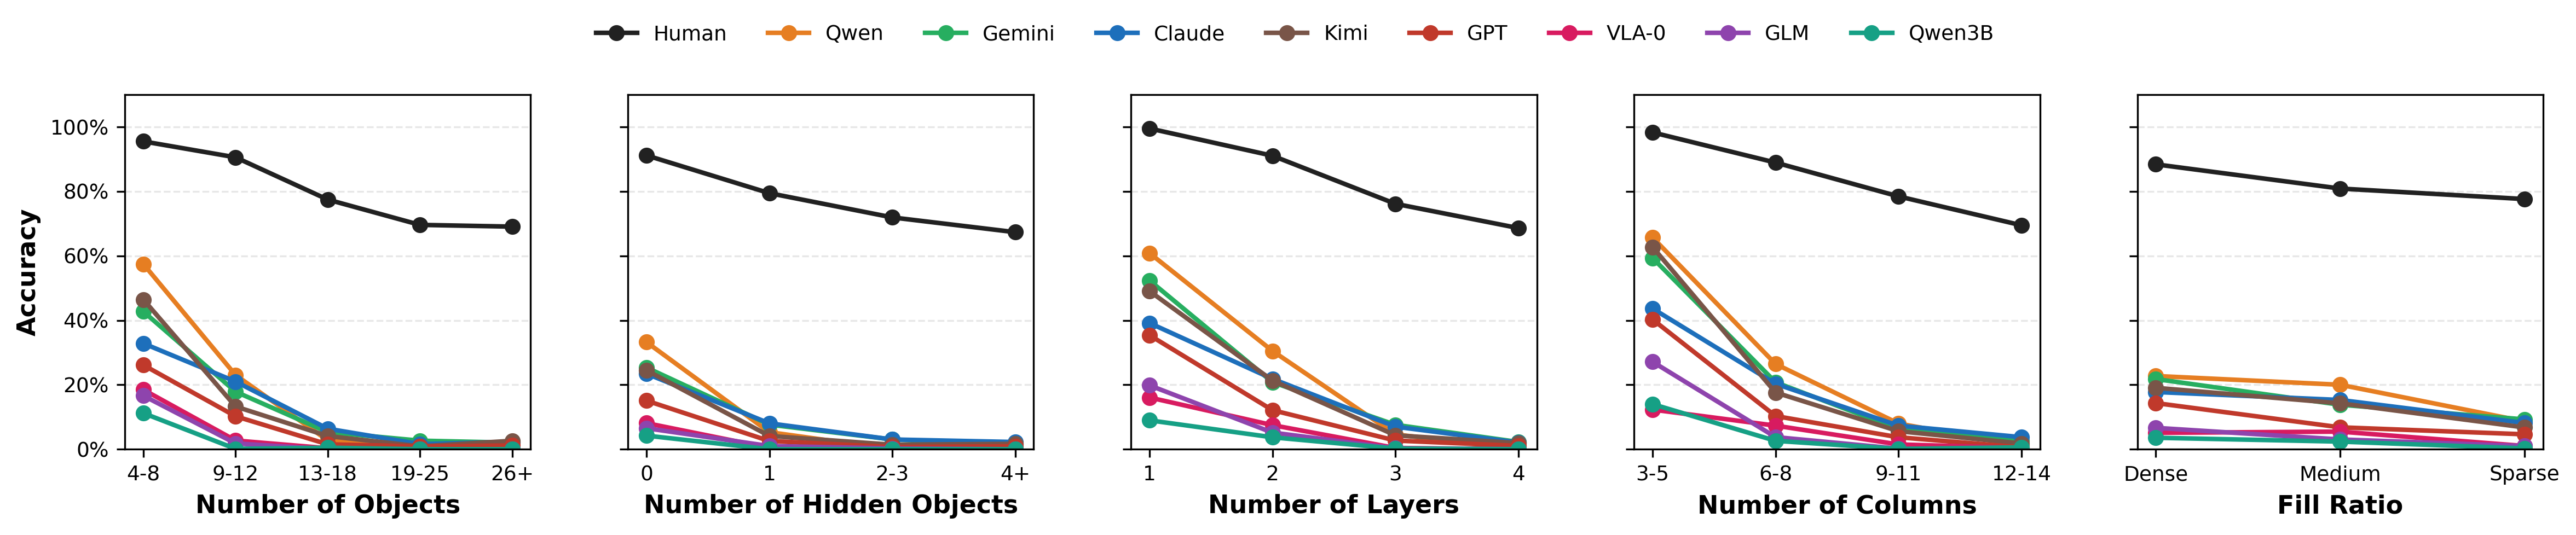 Human Qwen Gemini Claude Kimi GPT VLA-0 GLM Qwen3B
Accuracy
100%
80%
60%
40%
20%
0%
4-8 9-12 13-18 19-25 26+
Number of Objects
0 1 2-3 4+
Number of Hidden Objects
1 2 3 4
Number of Layers
3-5 6-8 9-11 12-14
Number of Columns
Dense Medium Sparse
Fill Ratio